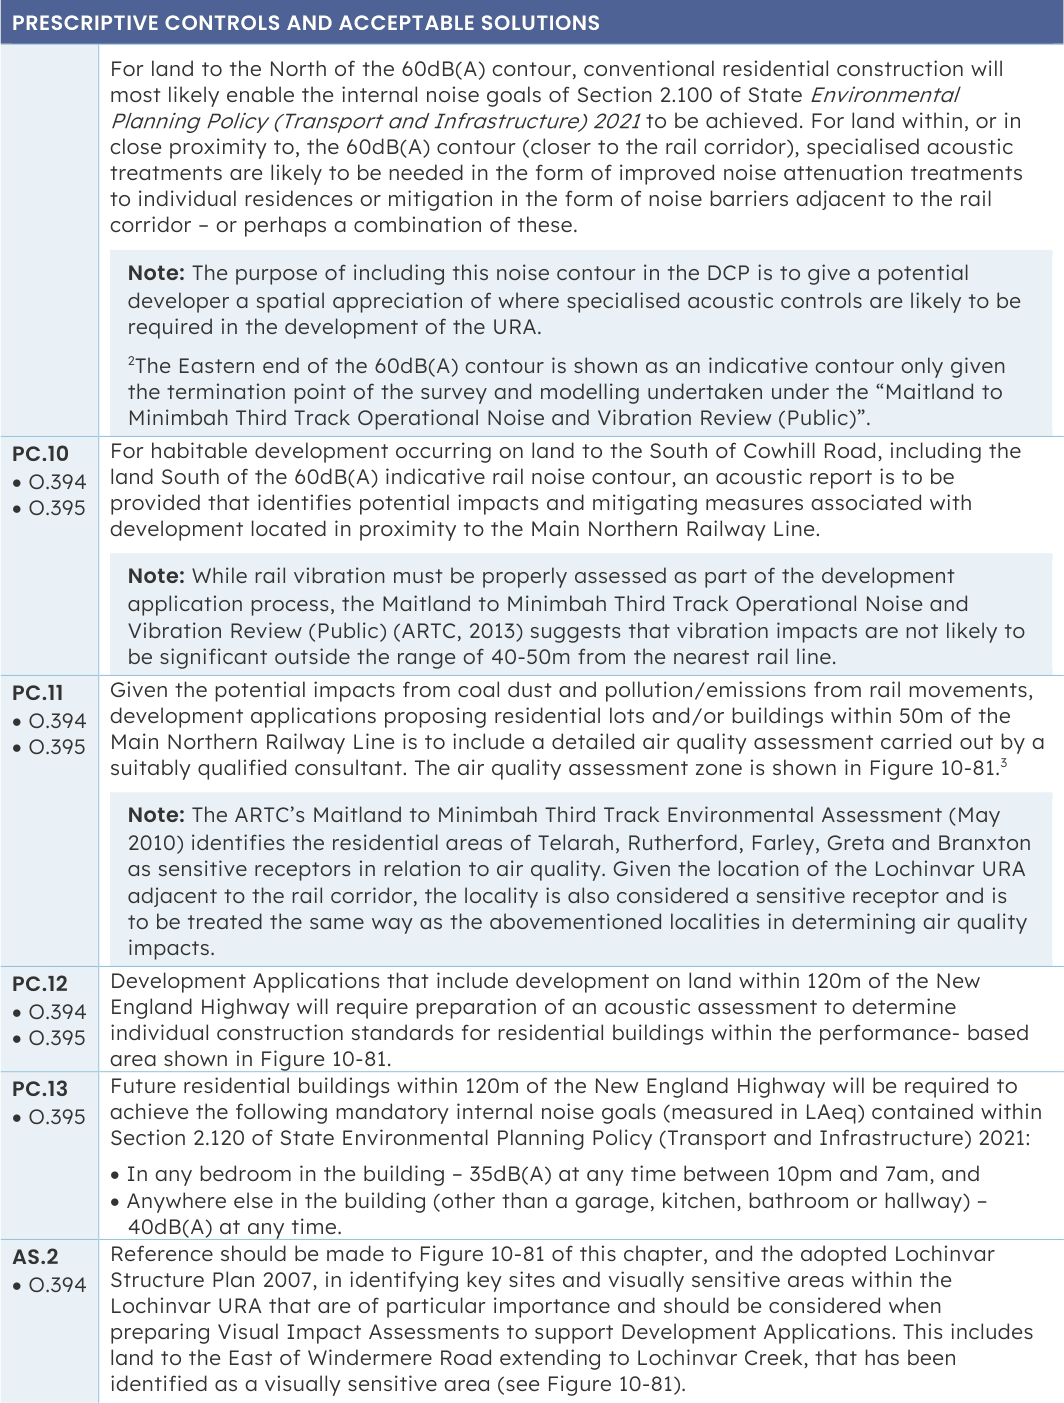 PRESCRIPTIVE CONTROLS AND ACCEPTABLE SOLUTIONS
For land to the North of the 60dB(A) contour, conventional residential construction will
most likely enable the internal noise goals of Section 2.100 of State Environmental
Planning Policy (Transport and Infrastructure) 2021 to be achieved. For land within, or in
close proximity to, the 60dB(A) contour (closer to the rail corridor), specialised acoustic
treatments are likely to be needed in the form of improved noise attenuation treatments
to individual residences or mitigation in the form of noise barriers adjacent to the rail
corridor – or perhaps a combination of these.
Note: The purpose of including this noise contour in the DCP is to give a potential
developer a spatial appreciation of where specialised acoustic controls are likely to be
required in the development of the URA.
²The Eastern end of the 60dB(A) contour is shown as an indicative contour only given
the termination point of the survey and modelling undertaken under the “Maitland to
Minimbah Third Track Operational Noise and Vibration Review (Public)”.
PC.10
• O.394
• O.395
For habitable development occurring on land to the South of Cowhill Road, including the
land South of the 60dB(A) indicative rail noise contour, an acoustic report is to be
provided that identifies potential impacts and mitigating measures associated with
development located in proximity to the Main Northern Railway Line.
Note: While rail vibration must be properly assessed as part of the development
application process, the Maitland to Minimbah Third Track Operational Noise and
Vibration Review (Public) (ARTC, 2013) suggests that vibration impacts are not likely to
be significant outside the range of 40-50m from the nearest rail line.
PC.11
• O.394
• O.395
Given the potential impacts from coal dust and pollution/emissions from rail movements,
development applications proposing residential lots and/or buildings within 50m of the
Main Northern Railway Line is to include a detailed air quality assessment carried out by a
suitably qualified consultant. The air quality assessment zone is shown in Figure 10-81.³
Note: The ARTC’s Maitland to Minimbah Third Track Environmental Assessment (May
2010) identifies the residential areas of Telarah, Rutherford, Farley, Greta and Branxton
as sensitive receptors in relation to air quality. Given the location of the Lochinvar URA
adjacent to the rail corridor, the locality is also considered a sensitive receptor and is
to be treated the same way as the abovementioned localities in determining air quality
impacts.
PC.12
• O.394
• O.395
Development Applications that include development on land within 120m of the New
England Highway will require preparation of an acoustic assessment to determine
individual construction standards for residential buildings within the performance- based
area shown in Figure 10-81.
PC.13
• O.395
Future residential buildings within 120m of the New England Highway will be required to
achieve the following mandatory internal noise goals (measured in LAeq) contained within
Section 2.120 of State Environmental Planning Policy (Transport and Infrastructure) 2021:
• In any bedroom in the building – 35dB(A) at any time between 10pm and 7am, and
• Anywhere else in the building (other than a garage, kitchen, bathroom or hallway) –
40dB(A) at any time.
AS.2
• O.394
Reference should be made to Figure 10-81 of this chapter, and the adopted Lochinvar
Structure Plan 2007, in identifying key sites and visually sensitive areas within the
Lochinvar URA that are of particular importance and should be considered when
preparing Visual Impact Assessments to support Development Applications. This includes
land to the East of Windermere Road extending to Lochinvar Creek, that has been
identified as a visually sensitive area (see Figure 10-81).